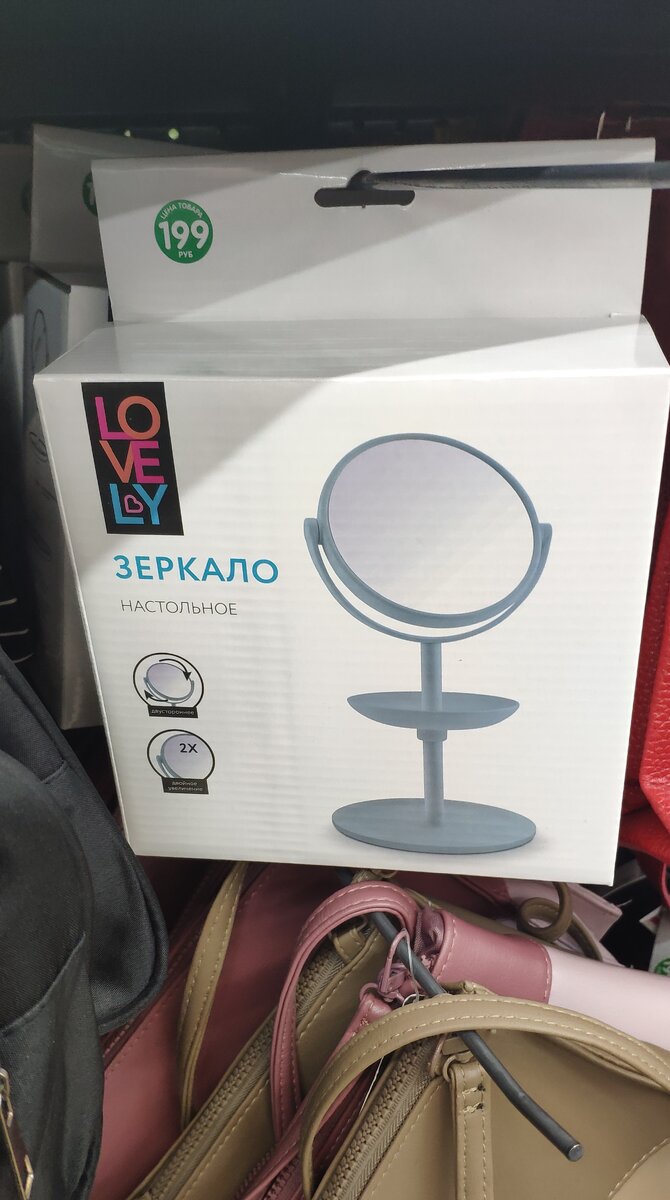 ЦЕНА ТОВАРА
199
РУБ
LO
VE
LY
ЗЕРКАЛО
НАСТОЛЬНОЕ
двустороннее
2X
двойное
увеличение